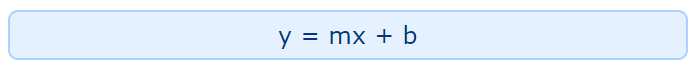 y = mx + b